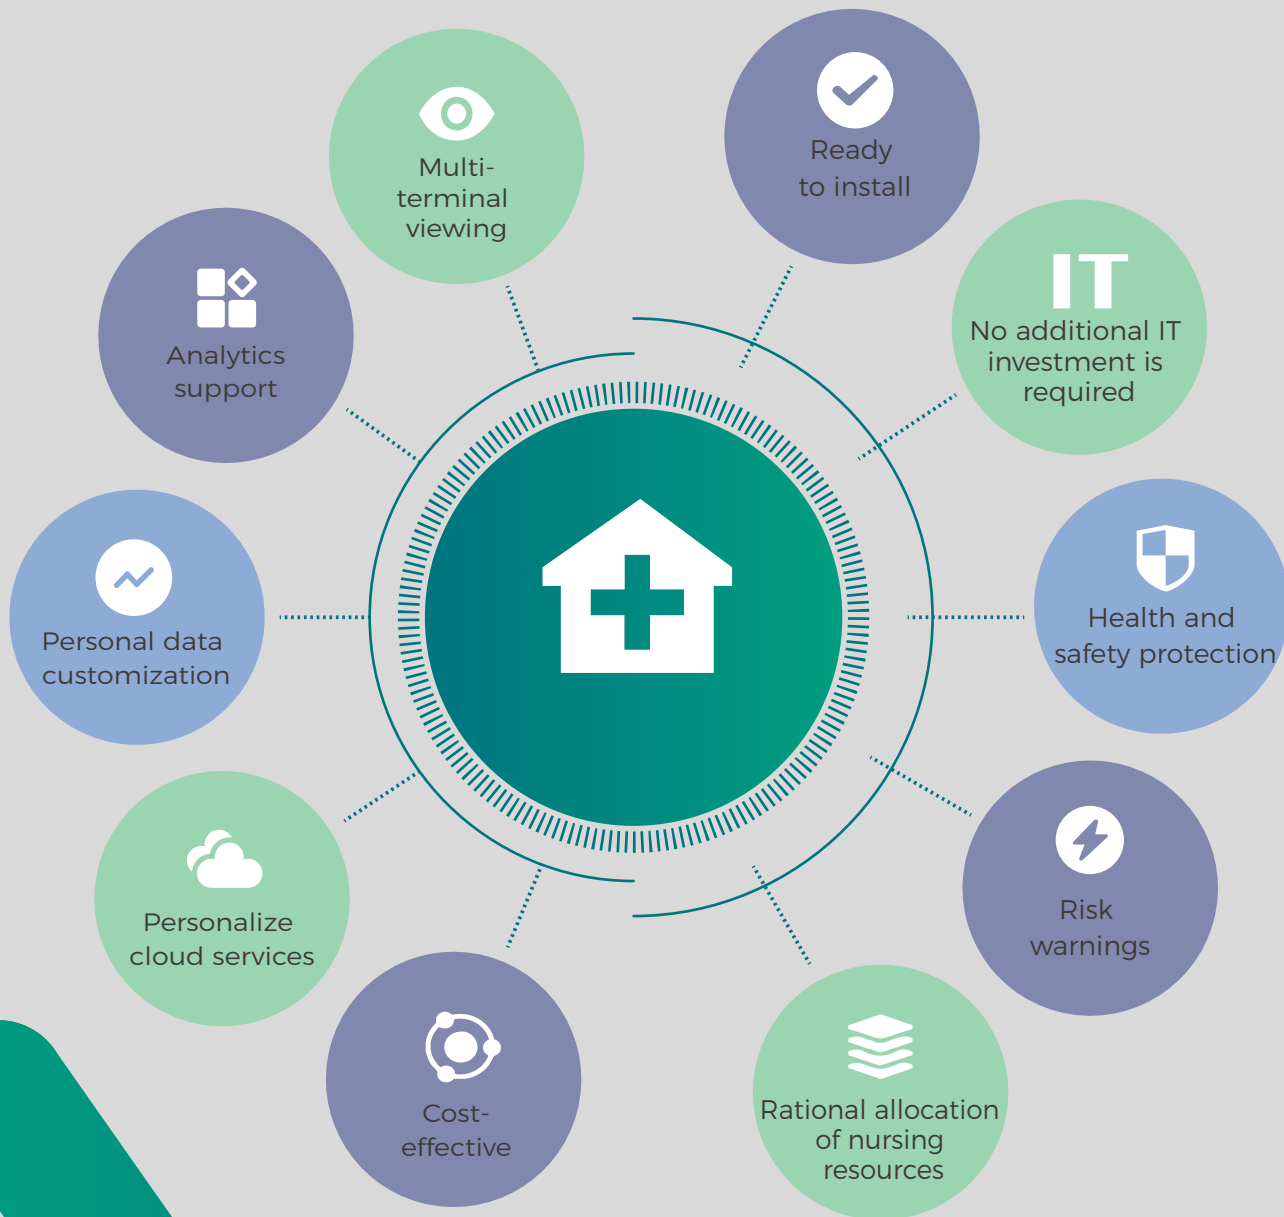 Multi-
terminal
viewing
Ready
to install
IT
No additional IT
investment is
required
Analytics
support
Health and
safety protection
Personal data
customization
Risk
warnings
Personalize
cloud services
Cost-
effective
Rational allocation
of nursing
resources